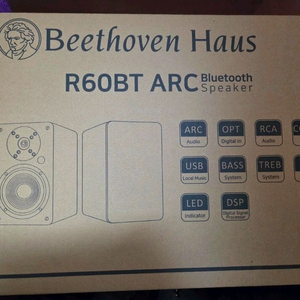 Beethoven Haus
R60BT ARC Bluetooth Speaker
ARC OPT RCA
Audio Digital in Audio
USB BASS TREB
Local Music System System
LED DSP
indicator Digital Signal Processor